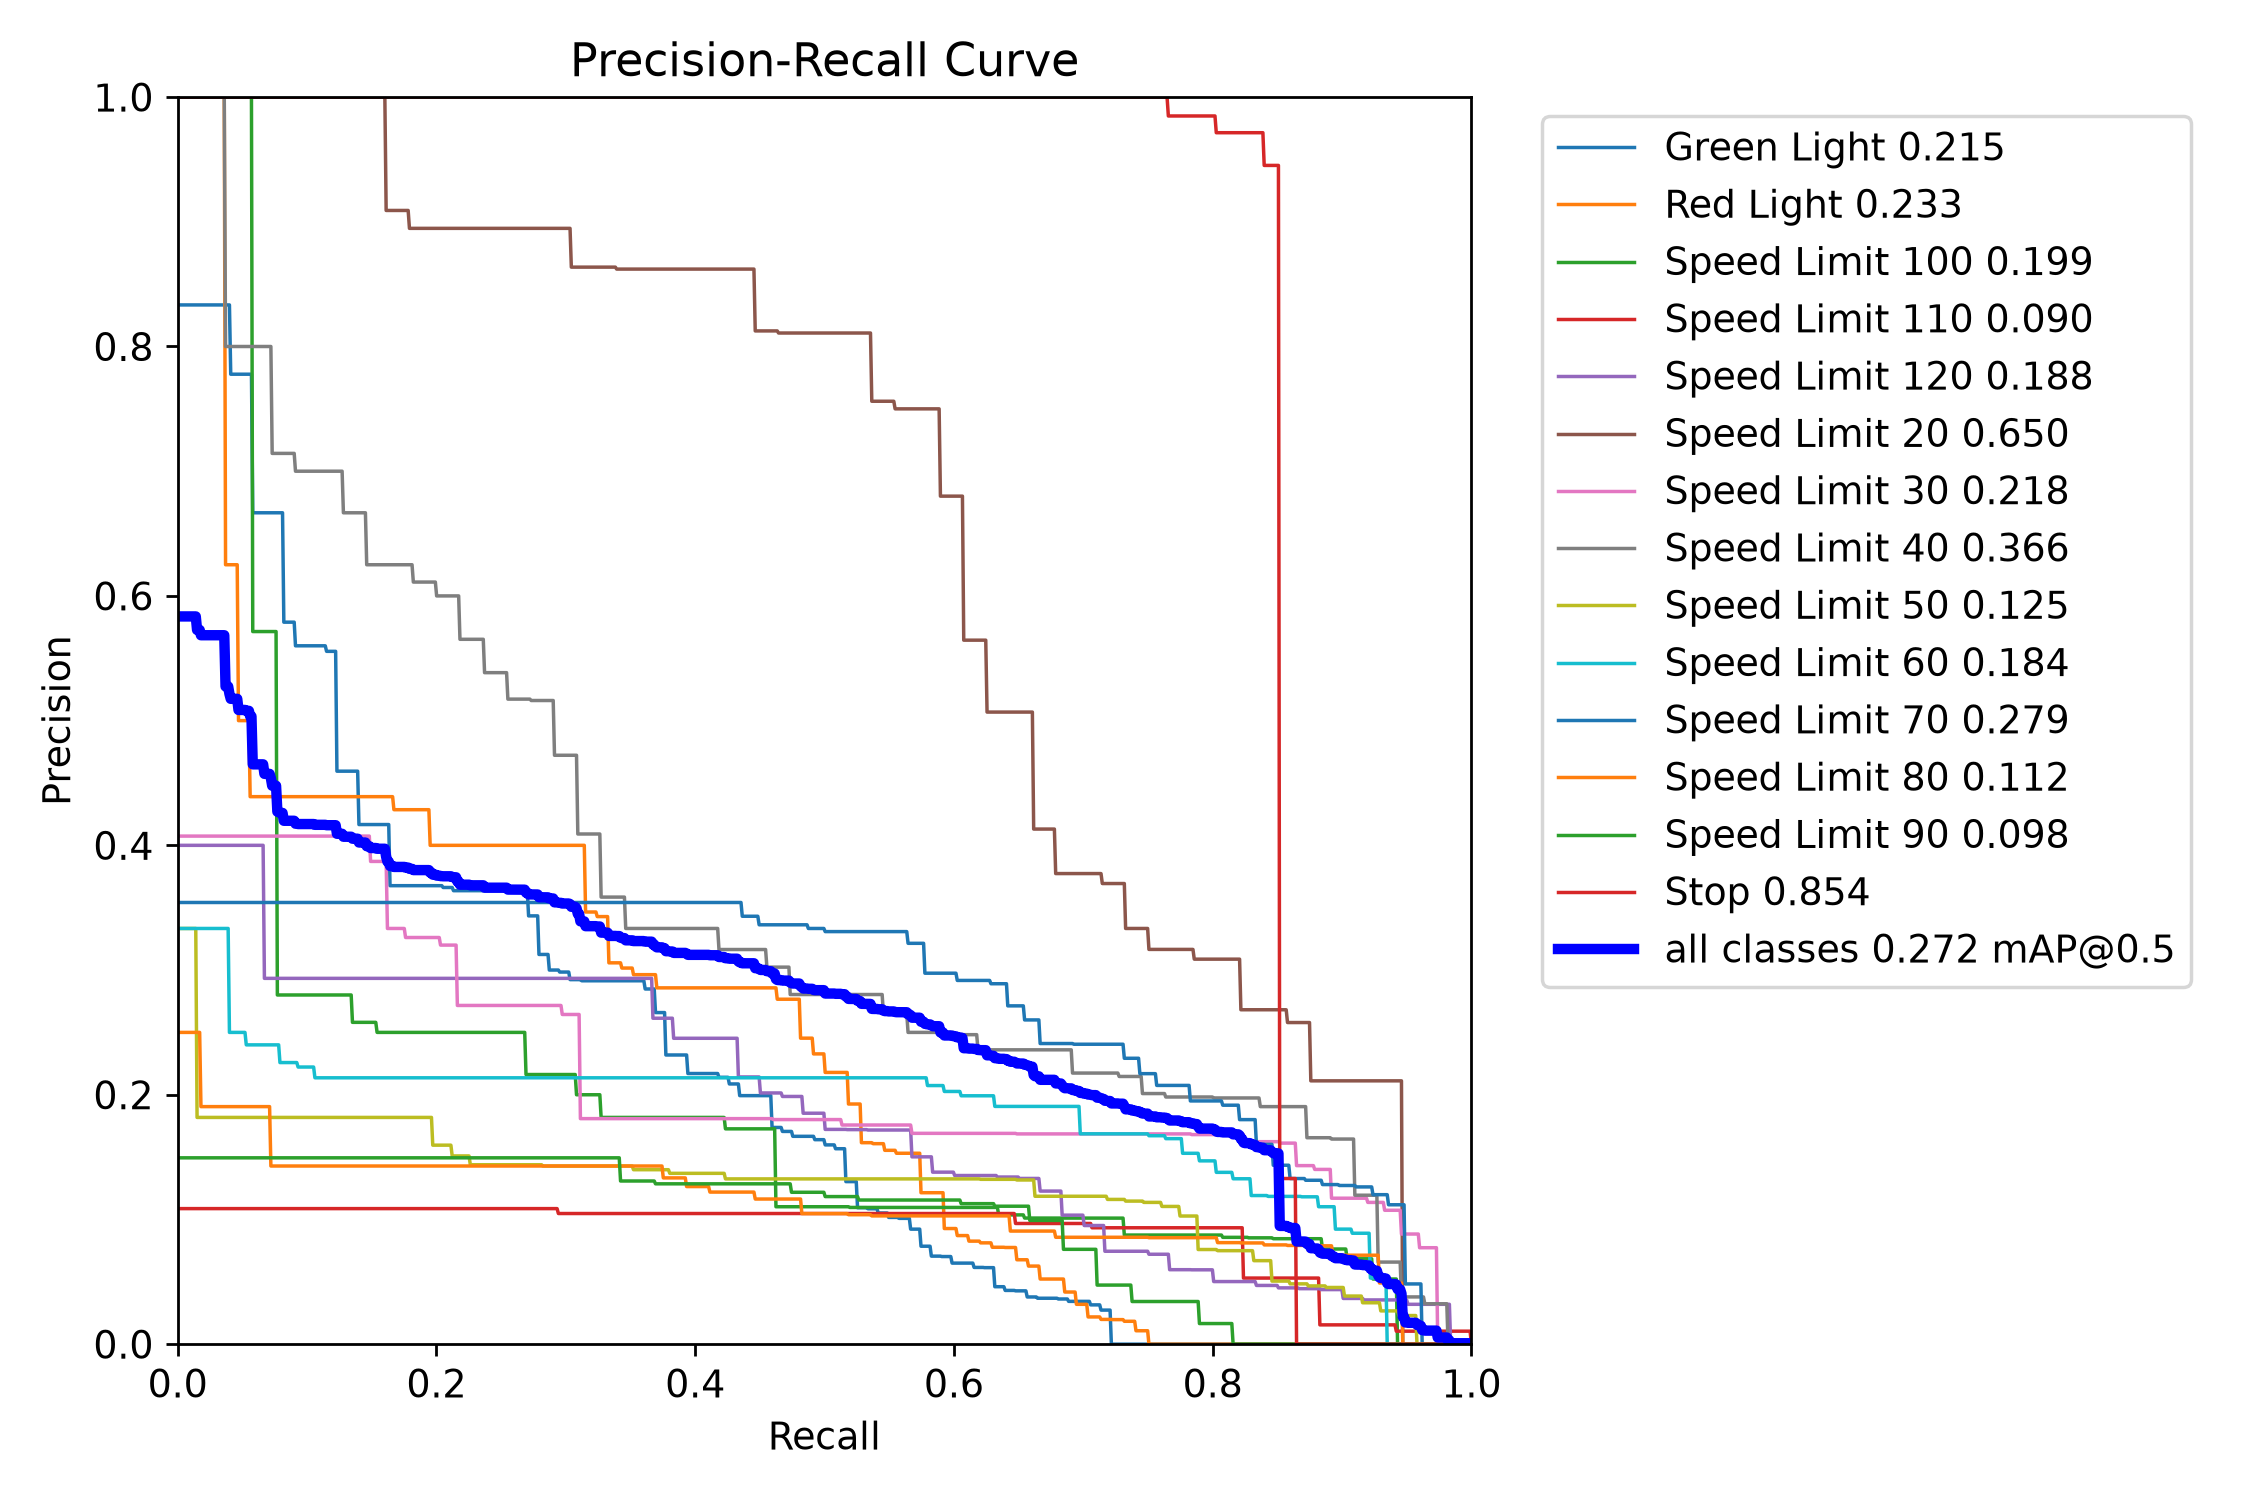 Precision-Recall Curve
1.0
0.8
0.6
0.4
0.2
0.0
Precision
0.0 0.2 0.4 0.6 0.8 1.0
Recall
Green Light 0.215
Red Light 0.233
Speed Limit 100 0.199
Speed Limit 110 0.090
Speed Limit 120 0.188
Speed Limit 20 0.650
Speed Limit 30 0.218
Speed Limit 40 0.366
Speed Limit 50 0.125
Speed Limit 60 0.184
Speed Limit 70 0.279
Speed Limit 80 0.112
Speed Limit 90 0.098
Stop 0.854
all classes 0.272 mAP@0.5